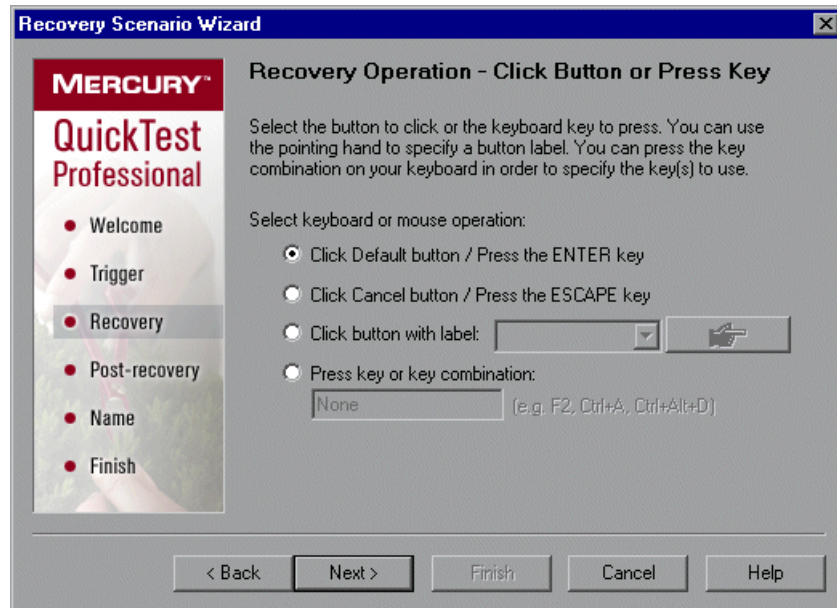 Recovery Scenario Wizard
MERCURY™
QuickTest
Professional
Welcome
Trigger
Recovery
Post-recovery
Name
Finish
Recovery Operation - Click Button or Press Key
Select the button to click or the keyboard key to press. You can use
the pointing hand to specify a button label. You can press the key
combination on your keyboard in order to specify the key(s) to use.
Select keyboard or mouse operation:
Click Default button / Press the ENTER key
Click Cancel button / Press the ESCAPE key
Click button with label:
Press key or key combination:
None (e.g. F2, Ctrl+A, Ctrl+Alt+D)
< Back Next > Finish Cancel Help